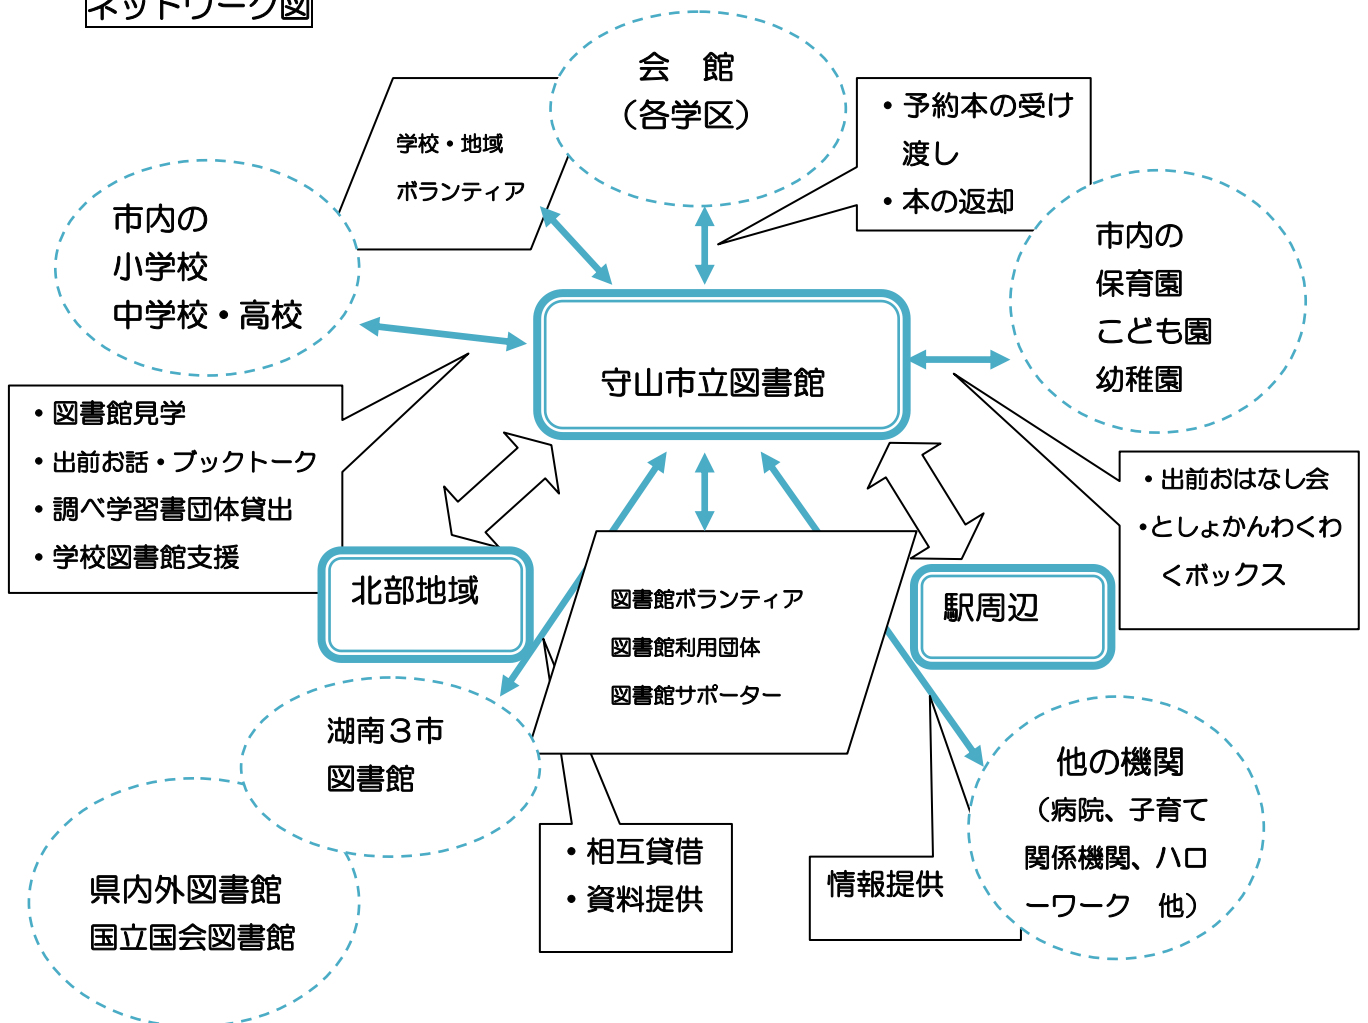 ネットワーク図
会　館
（各学区）
・予約本の受け
渡し
・本の返却
学校・地域
ボランティア
市内の
小学校
中学校・高校
市内の
保育園
こども園
幼稚園
守山市立図書館
・図書館見学
・出前お話・ブックトーク
・調べ学習書団体貸出
・学校図書館支援
・出前おはなし会
・としょかんわくわ
くボックス
北部地域
駅周辺
図書館ボランティア
図書館利用団体
図書館サポーター
湖南３市
図書館
他の機関
（病院、子育て
関係機関、ハロ
ーワーク　他）
・相互貸借
・資料提供
情報提供
県内外図書館
国立国会図書館